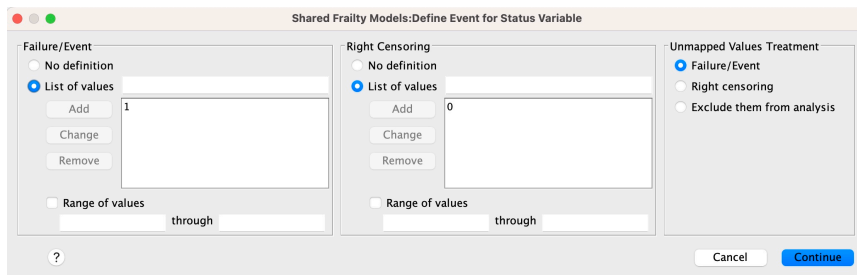 Shared Frailty Models:Define Event for Status Variable
Failure/Event
No definition
List of values
Add
1
Change
Remove
Range of values
through
Right Censoring
No definition
List of values
Add
0
Change
Remove
Range of values
through
Unmapped Values Treatment
Failure/Event
Right censoring
Exclude them from analysis
?
Cancel
Continue